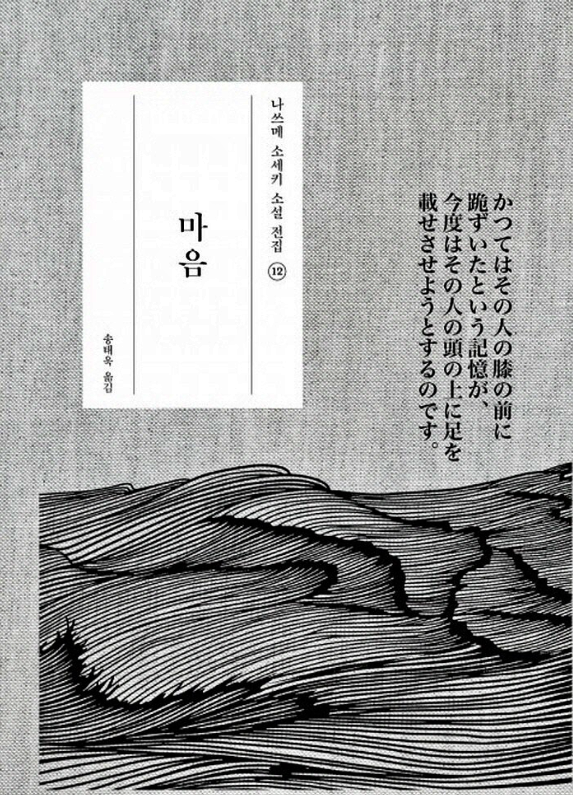 나쓰메 소세키 소설 전집 ⑫
마음
송태욱 옮김
かつてはその人の膝の前に
跪ずいたという記憶が、
今度はその人の頭の上に足を
載せさせようとするのです。